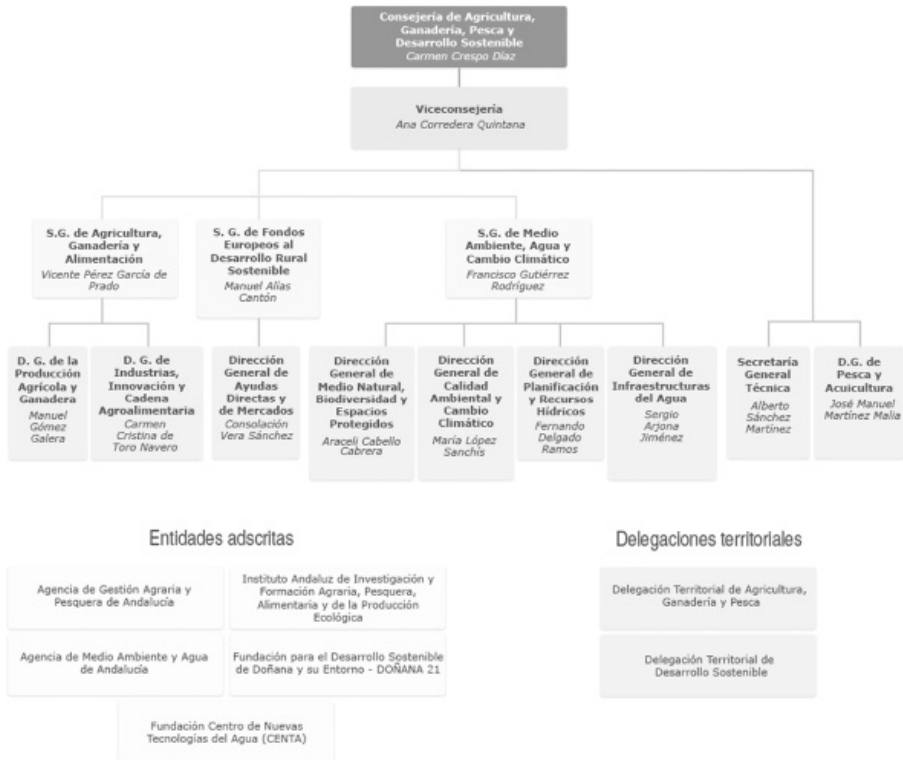 Consejería de Agricultura,
Ganadería, Pesca y
Desarrollo Sostenible
Carmen Crespo Díaz
Viceconsejería
Ana Corredera Quintana
S.G. de Agricultura,
Ganadería y
Alimentación
Vicente Pérez García de
Prado
S. G. de Fondos
Europeos al
Desarrollo Rural
Sostenible
Manuel Alías
Cantón
S.G. de Medio
Ambiente, Agua y
Cambio Climático
Francisco Gutiérrez
Rodríguez
D. G. de la
Producción
Agrícola y
Ganadera
Manuel
Gómez
Galera
D. G. de
Industrias,
Innovación y
Cadena
Agroalimentaria
Carmen
Cristina de
Toro Navero
Dirección
General de
Ayudas
Directas y
de Mercados
Consolación
Vera Sánchez
Dirección
General de
Medio Natural,
Biodiversidad y
Espacios
Protegidos
Araceli Cabello
Cabrera
Dirección
General de
Calidad
Ambiental y
Cambio
Climático
María López
Sanchís
Dirección
General de
Planificación
y Recursos
Hídricos
Fernando
Delgado
Ramos
Dirección
General de
Infraestructuras
del Agua
Sergio
Arjona
Jiménez
Secretaría
General
Técnica
Alberto
Sánchez
Martínez
D.G. de
Pesca y
Acuicultura
José Manuel
Martínez Malia
Entidades adscritas
Agencia de Gestión Agraria y
Pesquera de Andalucía
Instituto Andaluz de Investigación y
Formación Agraria, Pesquera,
Alimentaria y de la Producción
Ecológica
Agencia de Medio Ambiente y Agua
de Andalucía
Fundación para el Desarrollo Sostenible
de Doñana y su Entorno - DOÑANA 21
Fundación Centro de Nuevas
Tecnologías del Agua (CENTA)
Delegaciones territoriales
Delegación Territorial de Agricultura,
Ganadería y Pesca
Delegación Territorial de
Desarrollo Sostenible